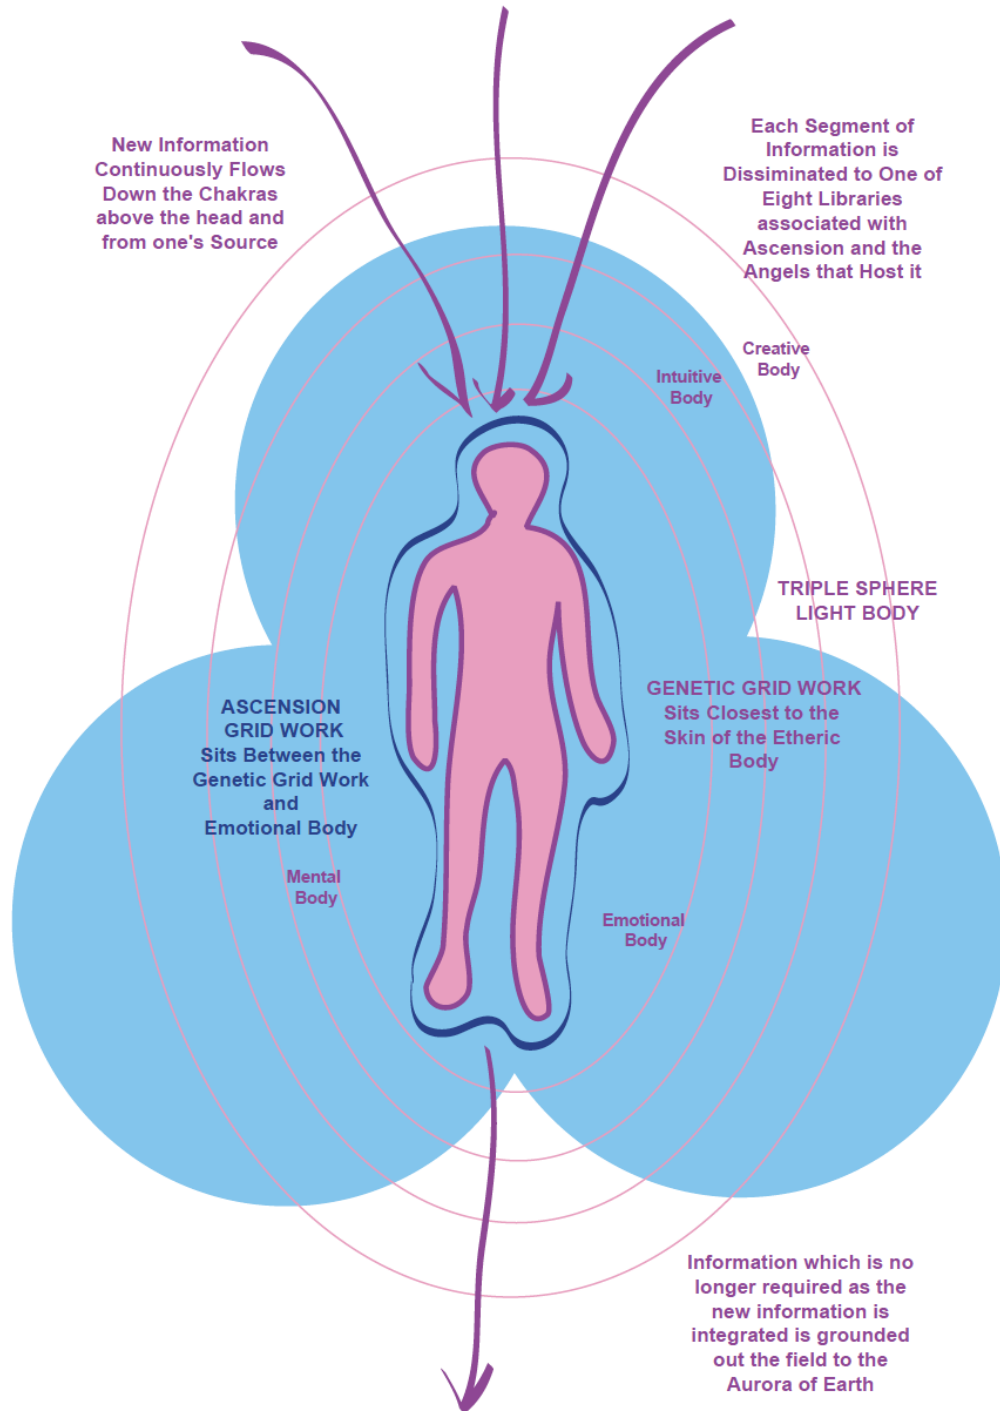 New Information
Continuously Flows
Down the Chakras
above the head and
from one's Source
Each Segment of
Information is
Dissiminated to One of
Eight Libraries
associated with
Ascension and the
Angels that Host it
Creative
Body
Intuitive
Body
TRIPLE SPHERE
LIGHT BODY
ASCENSION
GRID WORK
Sits Between the
Genetic Grid Work
and
Emotional Body
GENETIC GRID WORK
Sits Closest to the
Skin of the Etheric
Body
Mental
Body
Emotional
Body
Information which is no
longer required as the
new information is
integrated is grounded
out the field to the
Aurora of Earth